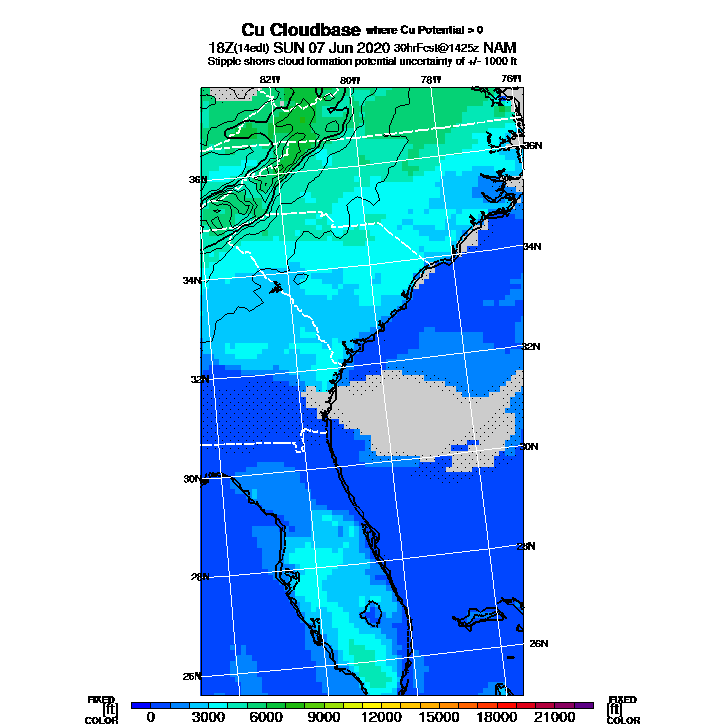 Cu Cloudbase where Cu Potential > 0
18Z(14edt) SUN 07 Jun 2020 30hrFcst@1425z NAM
Stipple shows cloud formation potential uncertainty of +/- 1000 ft
82W 80W 78W 76W
36N
36N
34N
34N
32N
32N
30N
30N
28N
28N
26N
26N
FIXED FIXED
[ft] 0 3000 6000 9000 12000 15000 18000 21000 [ft]
COLOR COLOR